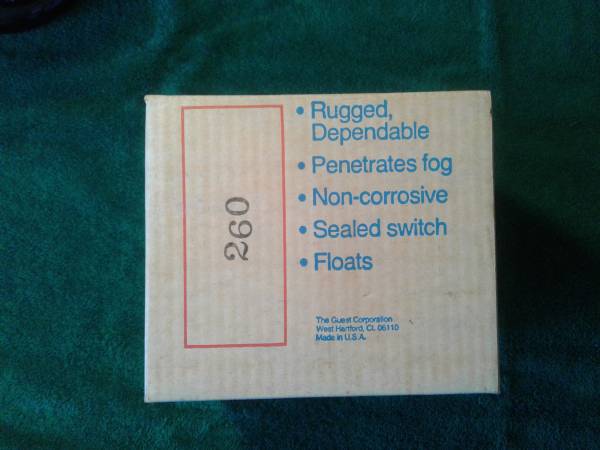 260
• Rugged,
Dependable
• Penetrates fog
• Non-corrosive
• Sealed switch
• Floats
The Guest Corporation
West Hartford, Ct. 06110
Made in U.S.A.